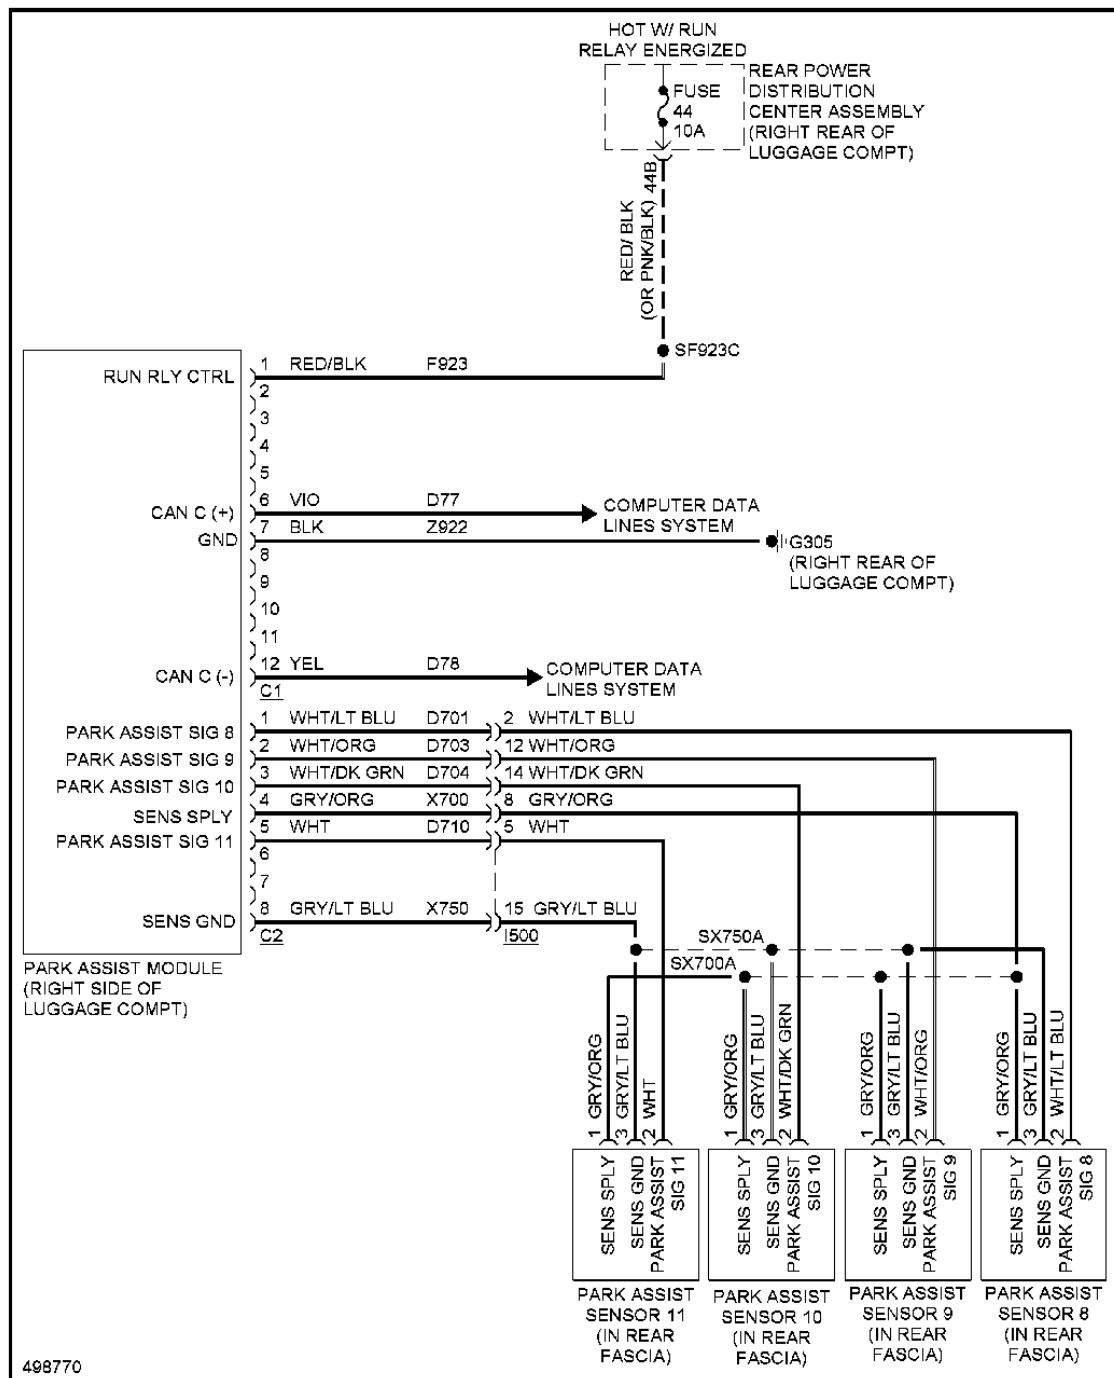 HOT W/ RUN
RELAY ENERGIZED
FUSE
44
10A
REAR POWER
DISTRIBUTION
CENTER ASSEMBLY
(RIGHT REAR OF
LUGGAGE COMPT)
44B
RED/ BLK
(OR PNK/BLK)
SF923C
RUN RLY CTRL
1 RED/BLK F923
2
3
4
5
CAN C (+)
6 VIO D77
COMPUTER DATA
LINES SYSTEM
GND
7 BLK Z922
G305
(RIGHT REAR OF
LUGGAGE COMPT)
8
9
10
11
CAN C (-)
12 YEL D78
COMPUTER DATA
LINES SYSTEM
C1
PARK ASSIST SIG 8
1 WHT/LT BLU D701 2 WHT/LT BLU
PARK ASSIST SIG 9
2 WHT/ORG D703 12 WHT/ORG
PARK ASSIST SIG 10
3 WHT/DK GRN D704 14 WHT/DK GRN
SENS SPLY
4 GRY/ORG X700 8 GRY/ORG
PARK ASSIST SIG 11
5 WHT D710 5 WHT
6
7
SENS GND
8 GRY/LT BLU X750 15 GRY/LT BLU
C2
I500
PARK ASSIST MODULE
(RIGHT SIDE OF
LUGGAGE COMPT)
SX750A
SX700A
1 GRY/ORG
3 GRY/LT BLU
2 WHT
1 GRY/ORG
3 GRY/LT BLU
2 WHT/DK GRN
1 GRY/ORG
3 GRY/LT BLU
2 WHT/ORG
1 GRY/ORG
3 GRY/LT BLU
2 WHT/LT BLU
SENS SPLY
SENS GND
PARK ASSIST
SIG 11
SENS SPLY
SENS GND
PARK ASSIST
SIG 10
SENS SPLY
SENS GND
PARK ASSIST
SIG 9
SENS SPLY
SENS GND
PARK ASSIST
SIG 8
PARK ASSIST
SENSOR 11
(IN REAR
FASCIA)
PARK ASSIST
SENSOR 10
(IN REAR
FASCIA)
PARK ASSIST
SENSOR 9
(IN REAR
FASCIA)
PARK ASSIST
SENSOR 8
(IN REAR
FASCIA)
498770